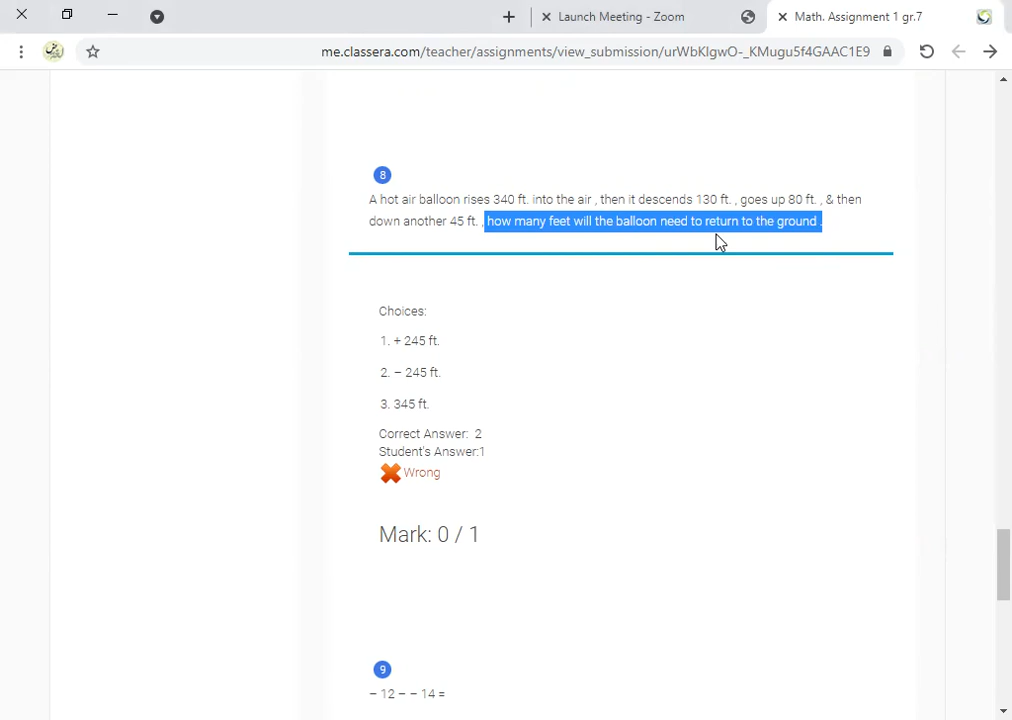 Launch Meeting - Zoom
Math. Assignment 1 gr.7
me.classera.com/teacher/assignments/view_submission/urWbKIgwO-_KMugu5f4GAAC1E9
8
A hot air balloon rises 340 ft. into the air , then it descends 130 ft. , goes up 80 ft. , & then
down another 45 ft. , how many feet will the balloon need to return to the ground .
Choices:
1. + 245 ft.
2. – 245 ft.
3. 345 ft.
Correct Answer: 2
Student's Answer:1
Wrong
Mark: 0 / 1
9
– 12 – – 14 =